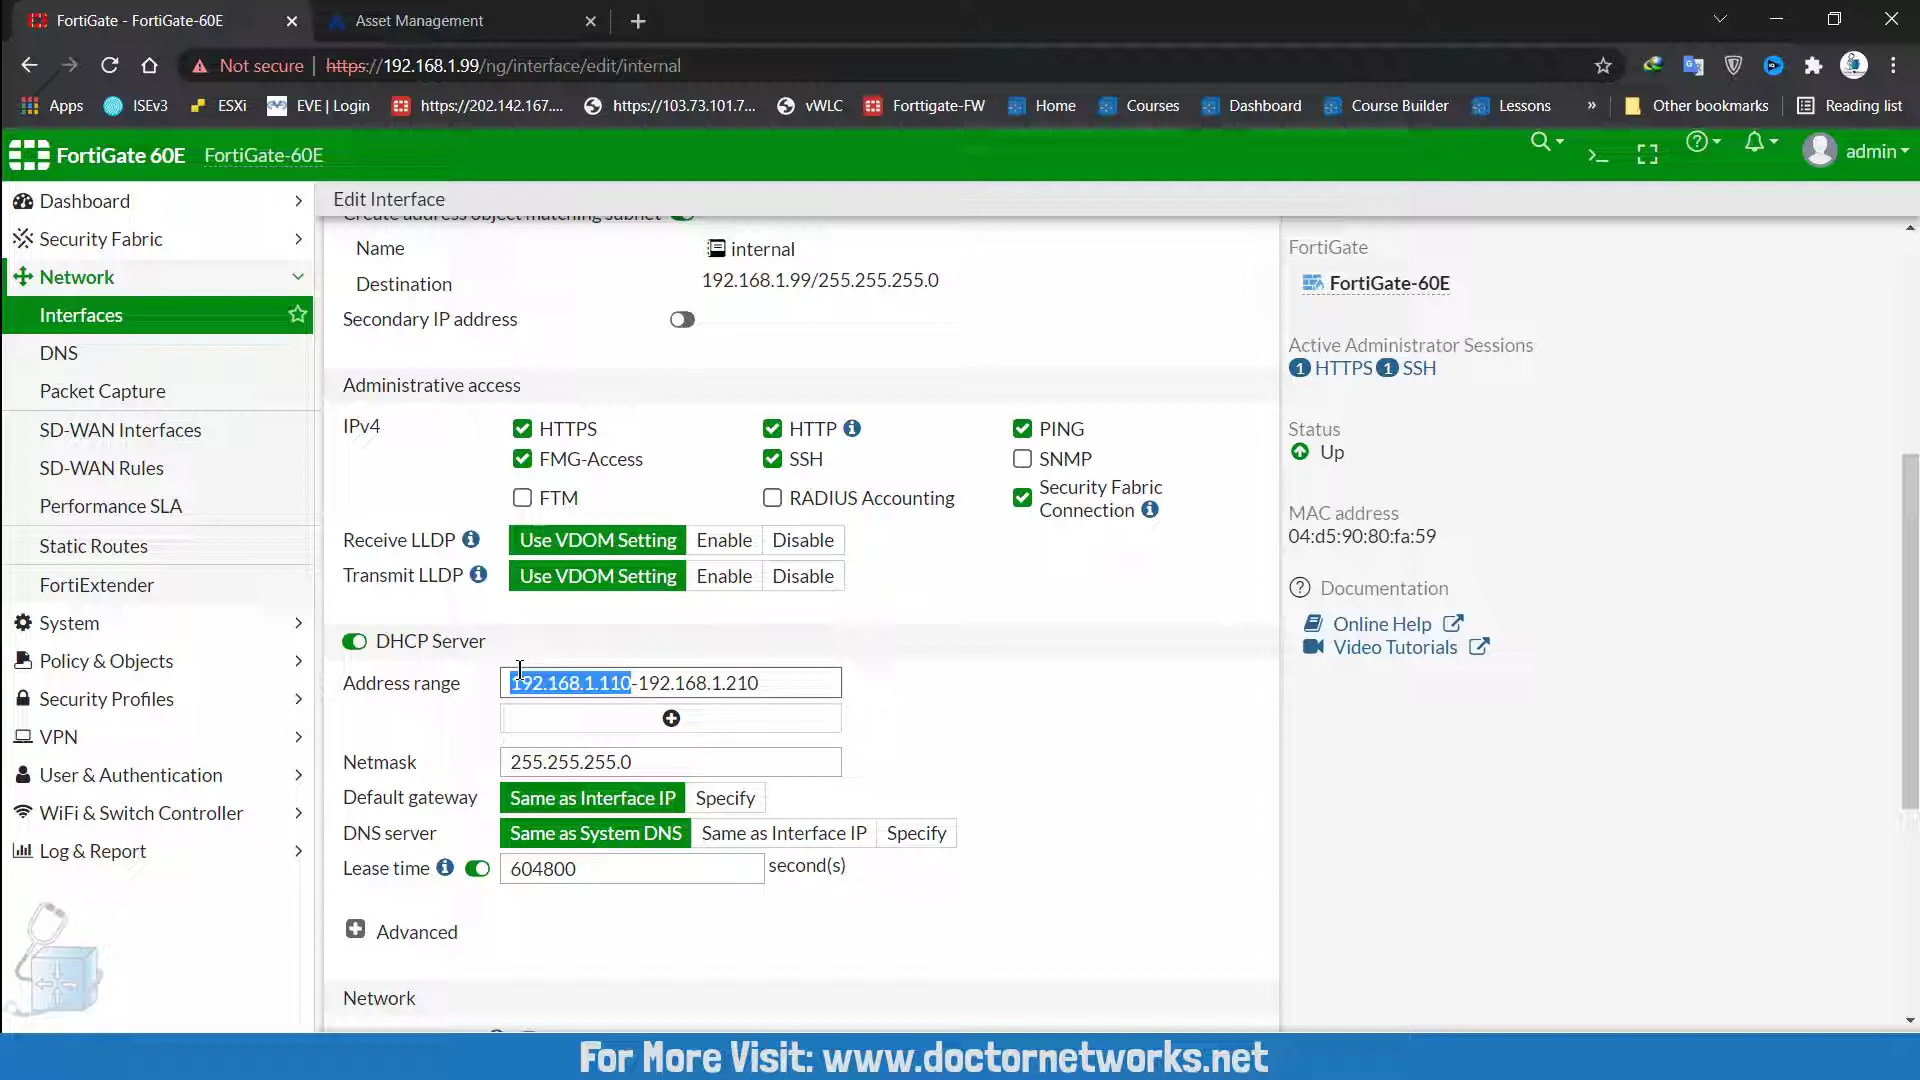 FortiGate - FortiGate-60E
Asset Management
Not secure | https://192.168.1.99/ng/interface/edit/internal
Apps ISEv3 ESXi EVE | Login https://202.142.167.... https://103.73.101.7... vWLC Forttigate-FW Home Courses Dashboard Course Builder Lessons » Other bookmarks Reading list
FortiGate 60E FortiGate-60E
admin
Dashboard
Security Fabric
Network
Interfaces
DNS
Packet Capture
SD-WAN Interfaces
SD-WAN Rules
Performance SLA
Static Routes
FortiExtender
System
Policy & Objects
Security Profiles
VPN
User & Authentication
WiFi & Switch Controller
Log & Report
Edit Interface
Create address object matching subnet
Name internal
Destination 192.168.1.99/255.255.255.0
Secondary IP address
Administrative access
IPv4 HTTPS HTTP PING
FMG-Access SSH SNMP
FTM RADIUS Accounting Security Fabric
Connection
Receive LLDP Use VDOM Setting Enable Disable
Transmit LLDP Use VDOM Setting Enable Disable
DHCP Server
Address range 192.168.1.110-192.168.1.210
Netmask 255.255.255.0
Default gateway Same as Interface IP Specify
DNS server Same as System DNS Same as Interface IP Specify
Lease time 604800 second(s)
Advanced
Network
FortiGate
FortiGate-60E
Active Administrator Sessions
1 HTTPS 1 SSH
Status
Up
MAC address
04:d5:90:80:fa:59
Documentation
Online Help
Video Tutorials
For More Visit: www.doctornetworks.net